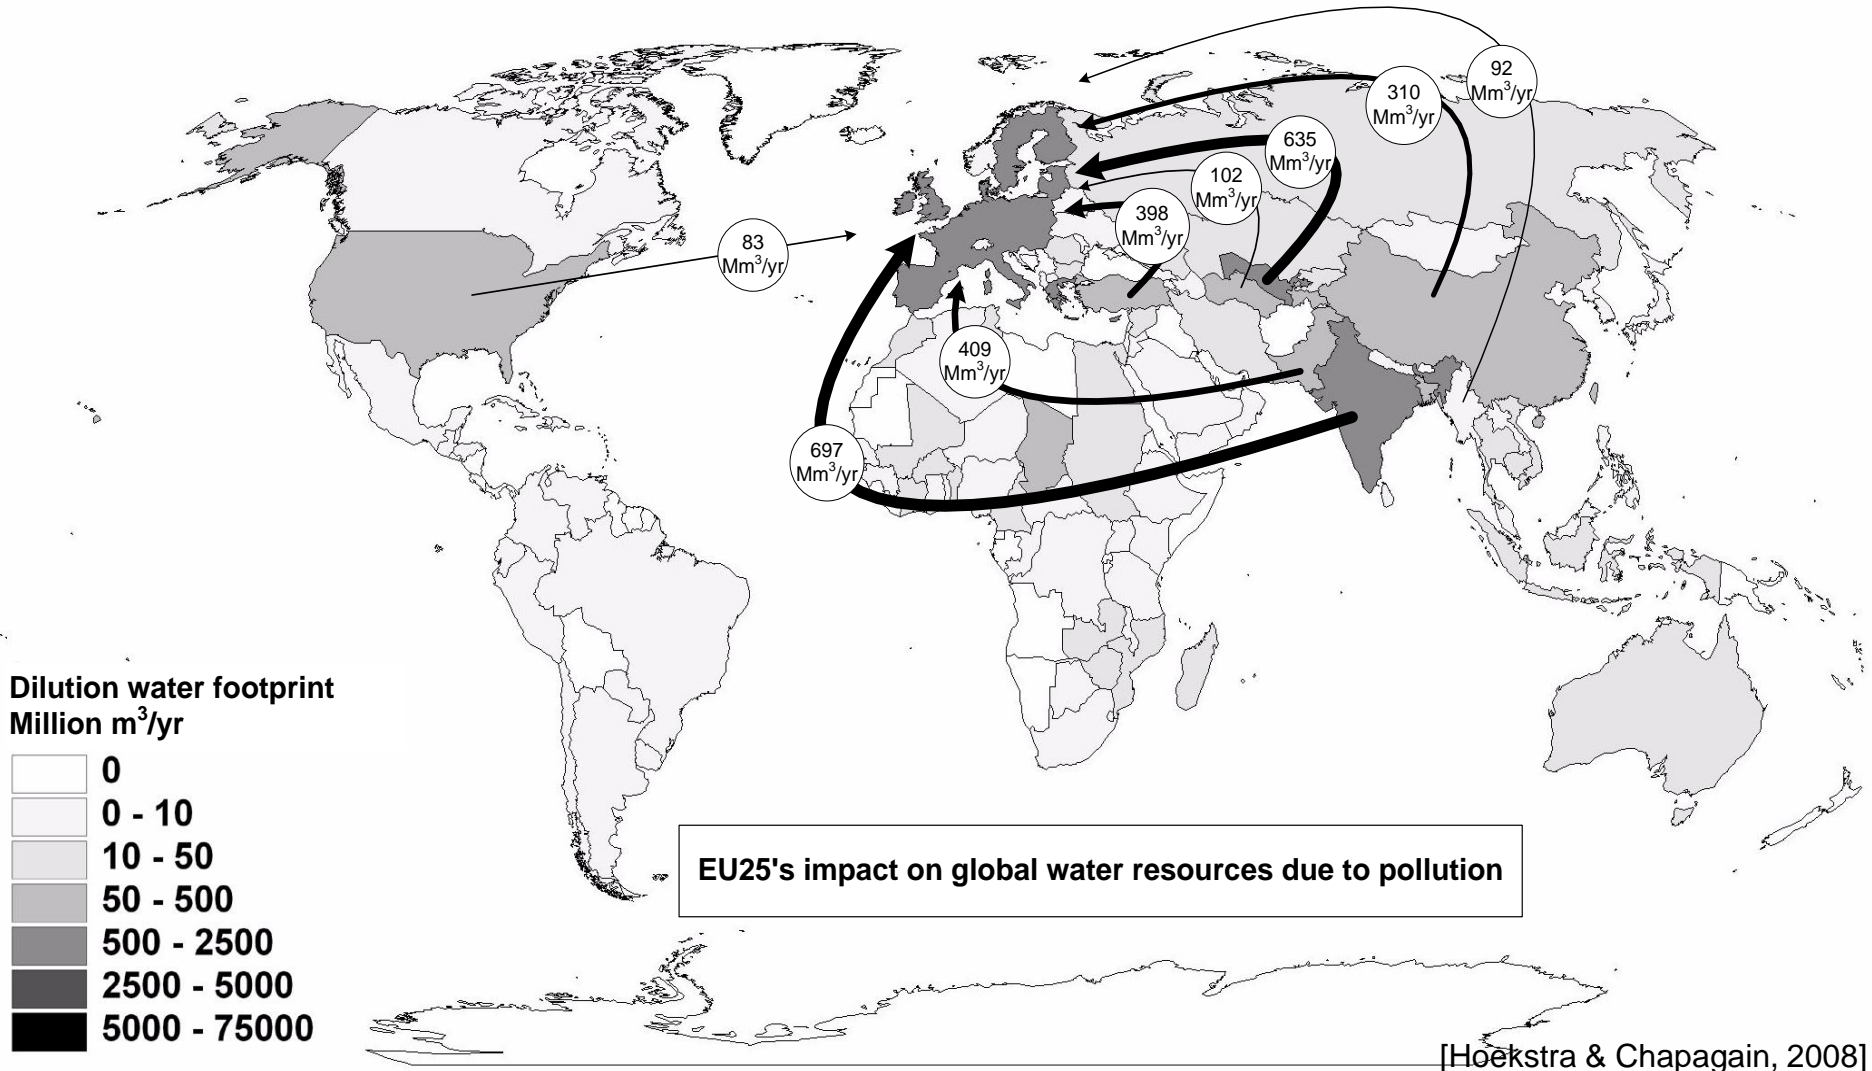 92
Mm³/yr
310
Mm³/yr
635
Mm³/yr
102
Mm³/yr
398
Mm³/yr
83
Mm³/yr
409
Mm³/yr
697
Mm³/yr
Dilution water footprint
Million m³/yr
0
0 - 10
10 - 50
50 - 500
500 - 2500
2500 - 5000
5000 - 75000
EU25's impact on global water resources due to pollution
[Hoekstra & Chapagain, 2008]